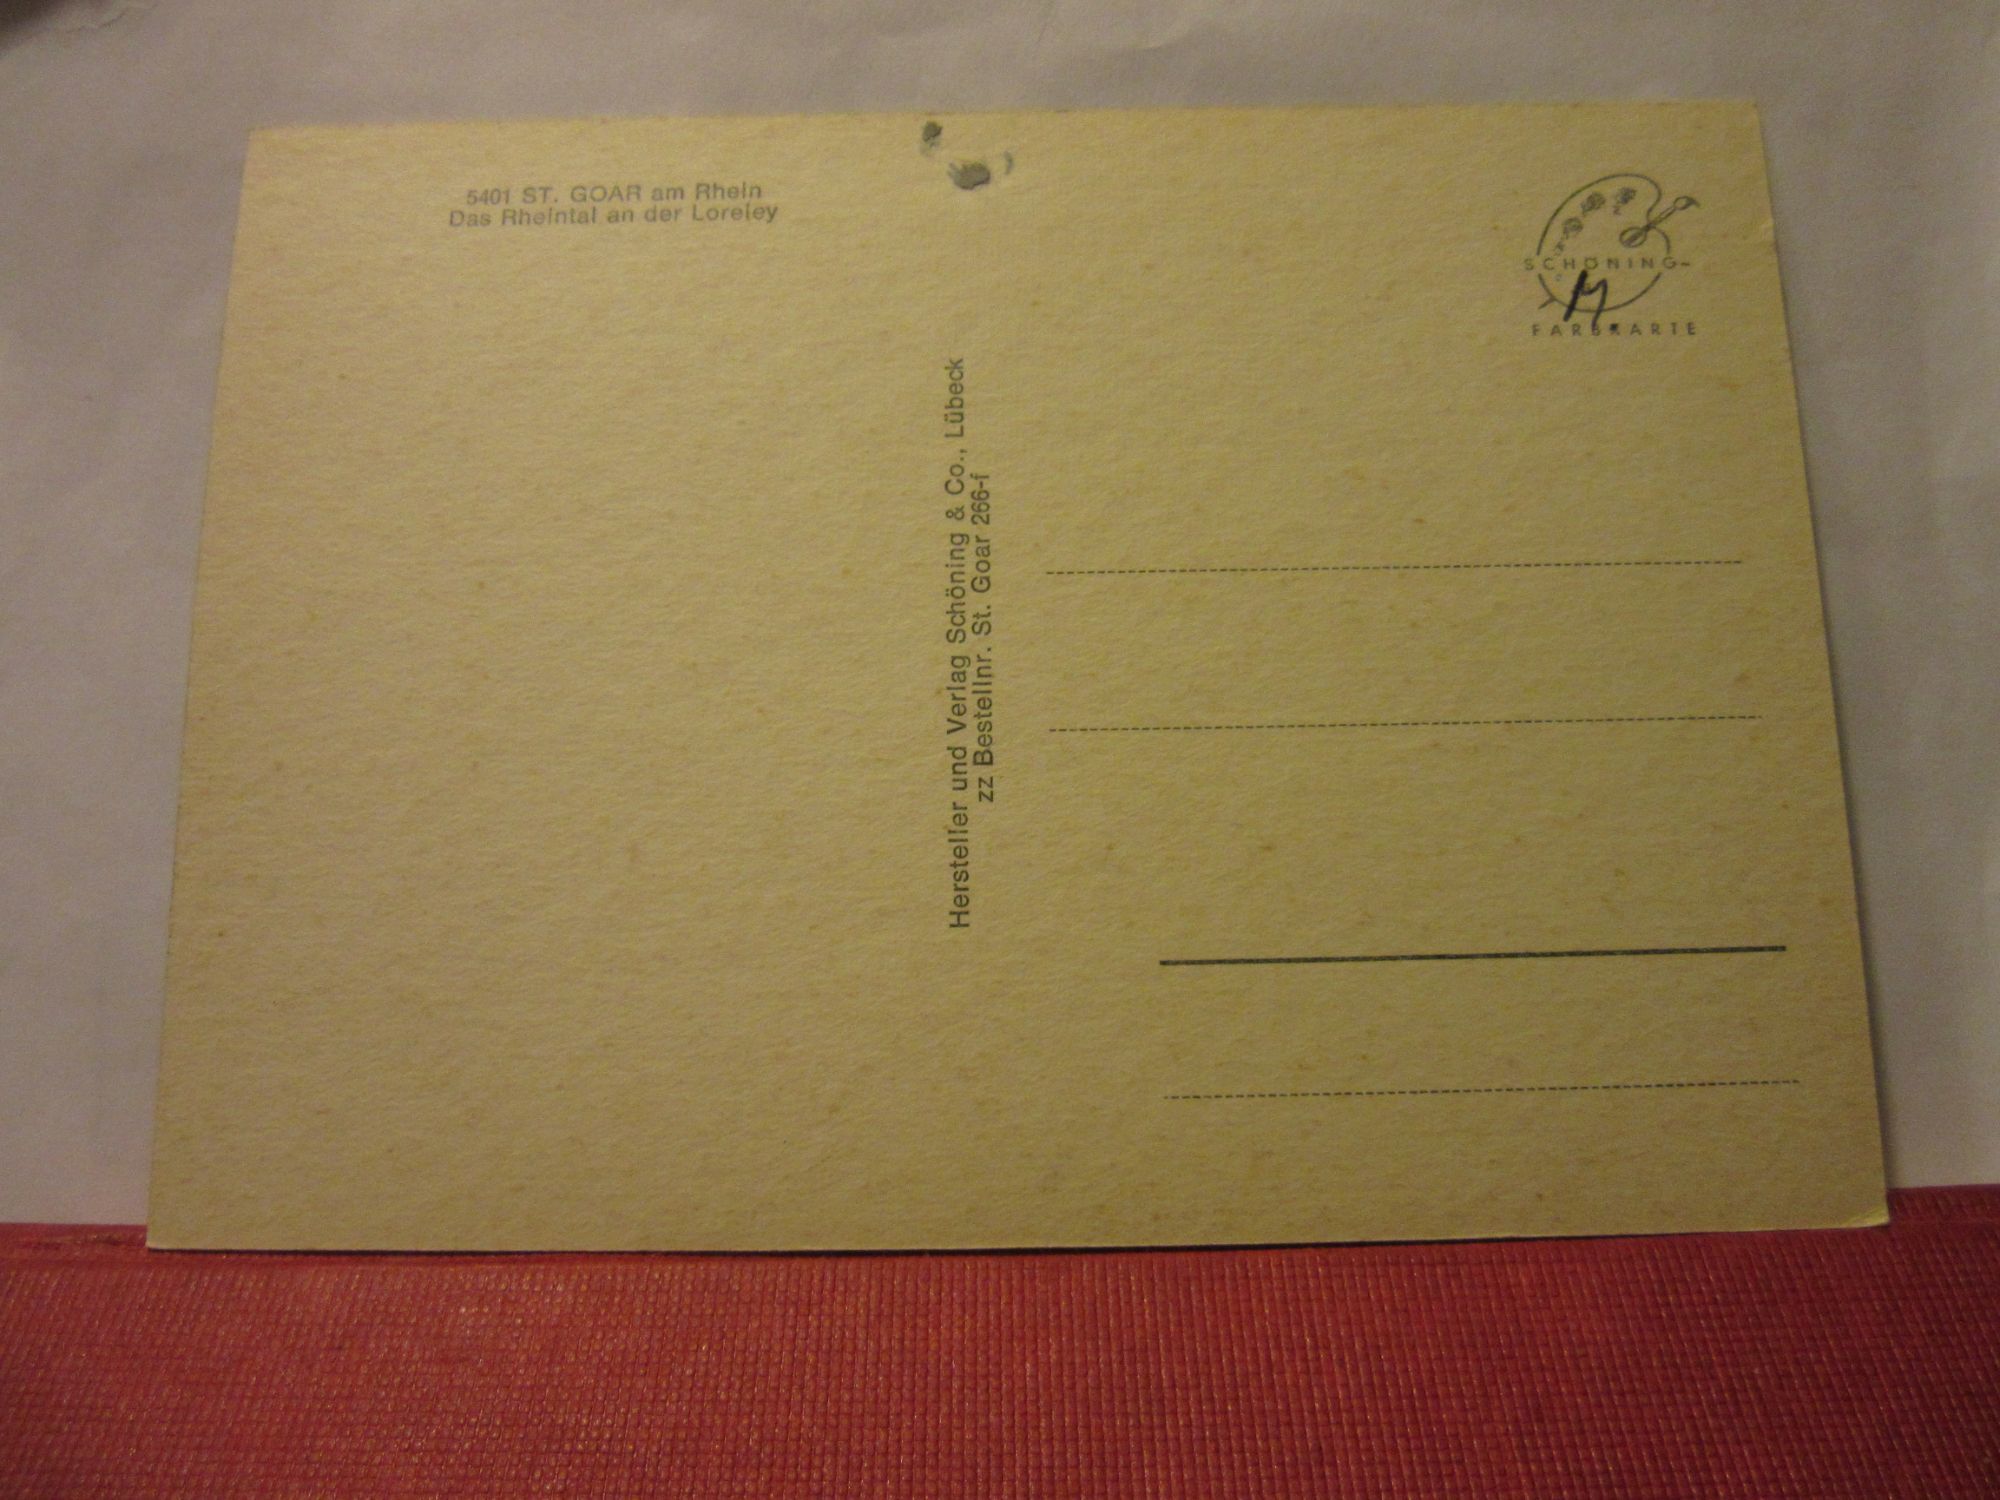 5401 ST. GOAR am Rhein
Das Rheintal an der Loreley
SCHÖNING-
FARBKARTE
Hersteller und Verlag Schöning & Co., Lübeck
zz Bestellnr. St. Goar 266-f